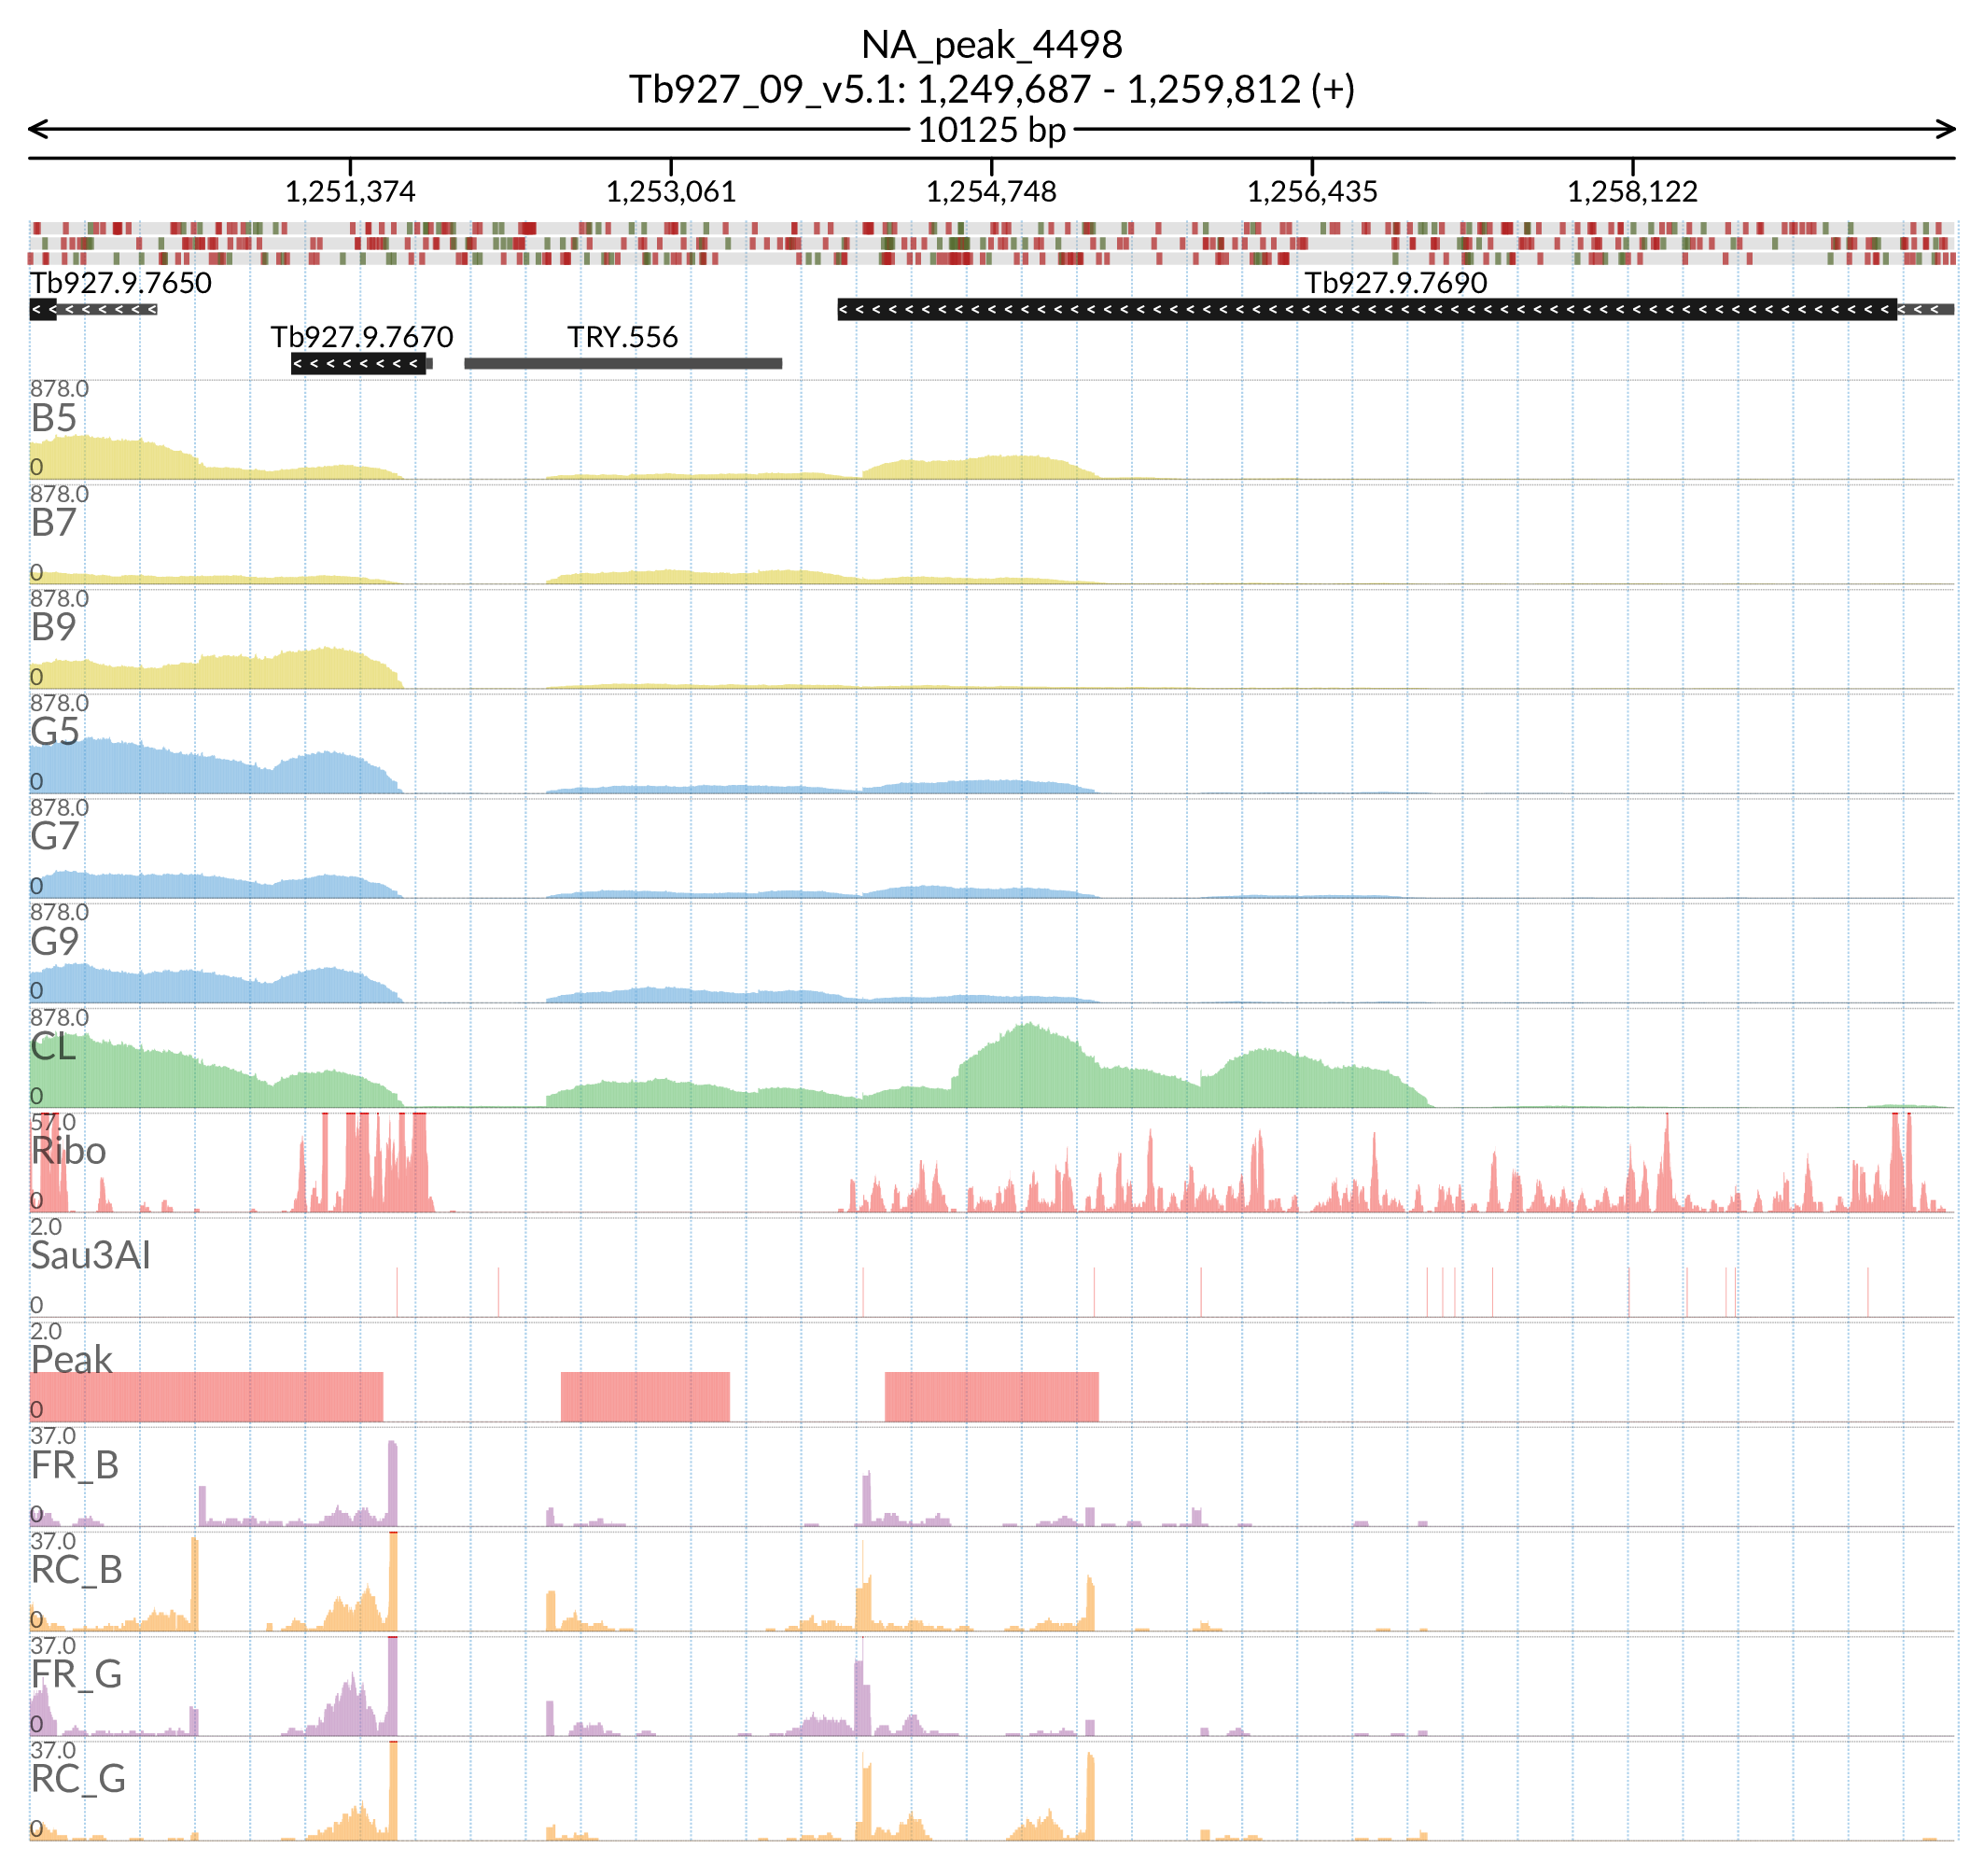 NA_peak_4498
Tb927_09_v5.1: 1,249,687 - 1,259,812 (+)
10125 bp
1,251,374 1,253,061 1,254,748 1,256,435 1,258,122
Tb927.9.7650 Tb927.9.7690
Tb927.9.7670 TRY.556
878.0
B5
0
878.0
B7
0
878.0
B9
0
878.0
G5
0
878.0
G7
0
878.0
G9
0
878.0
CL
0
57.0
Ribo
0
2.0
Sau3AI
0
2.0
Peak
0
37.0
FR_B
0
37.0
RC_B
0
37.0
FR_G
0
37.0
RC_G
0